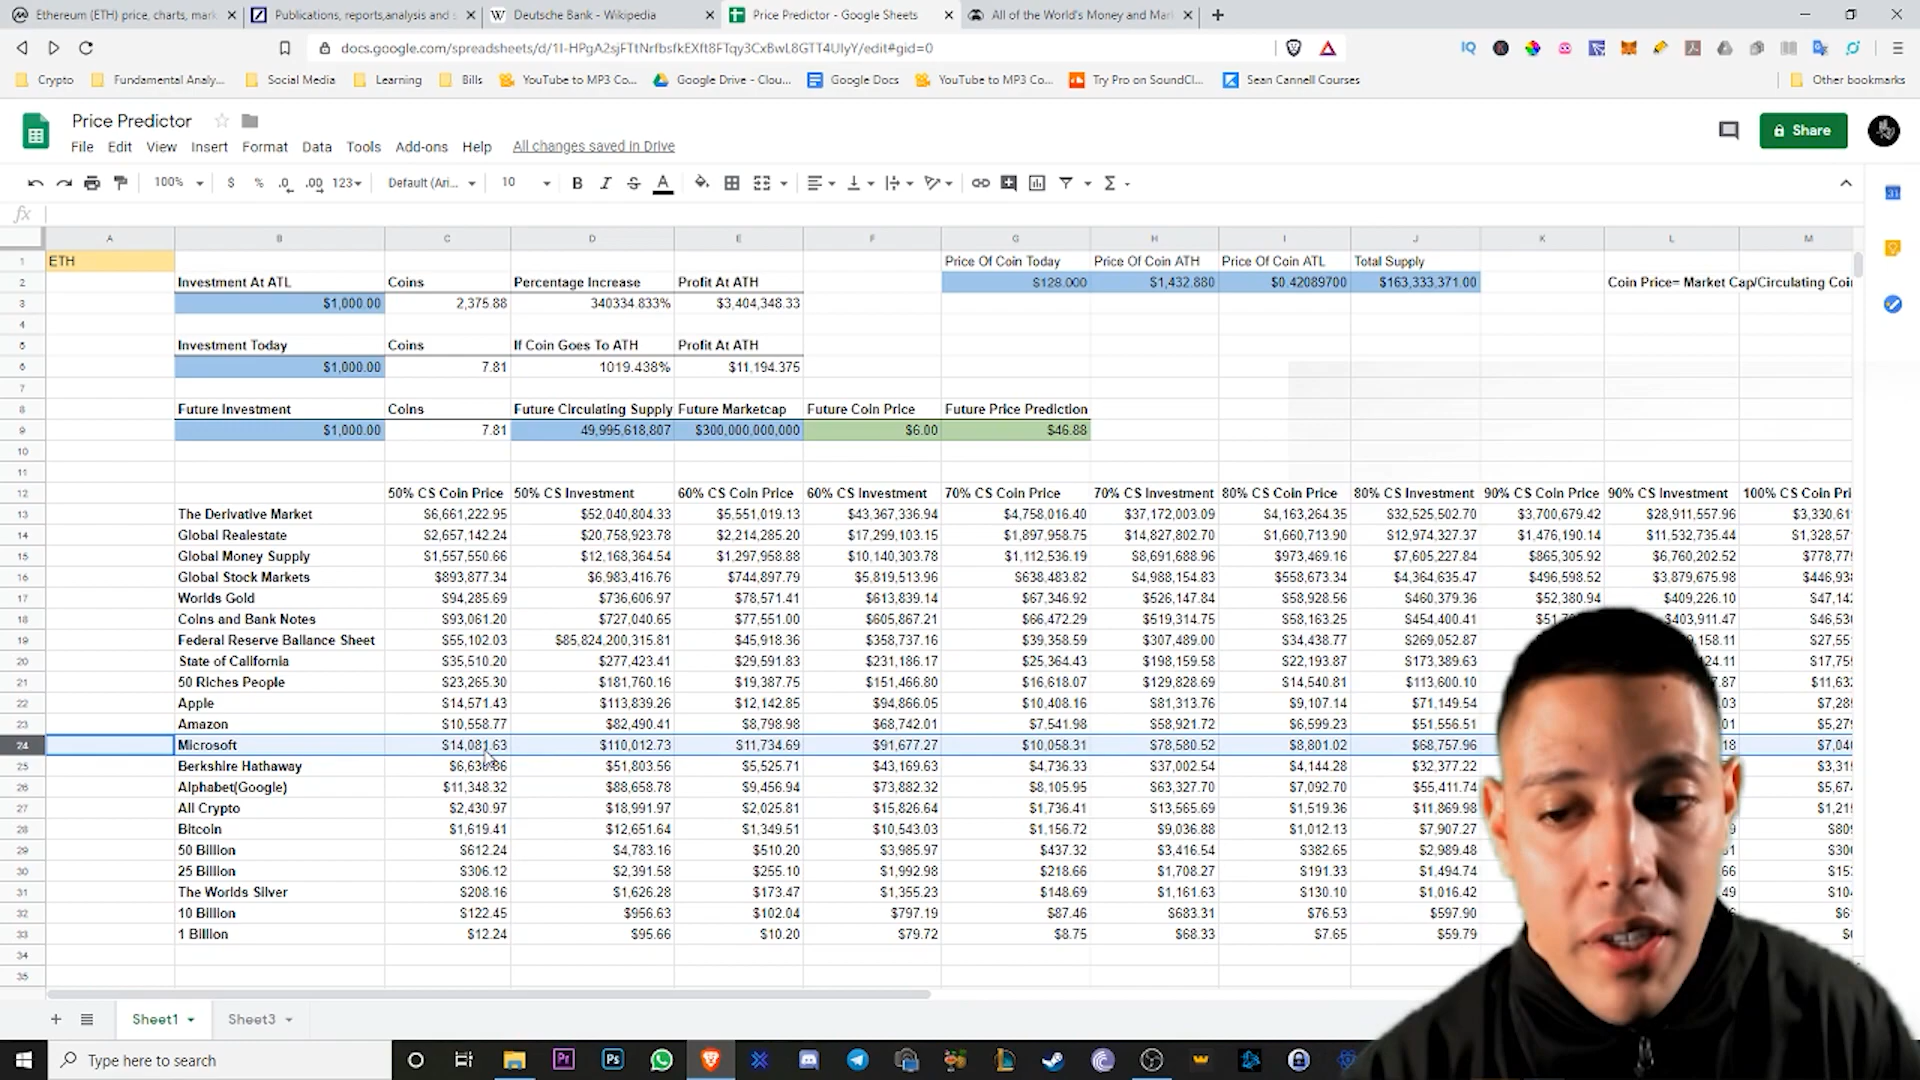 Ethereum (ETH) price, charts, mark
Publications, reports,analysis and s
Deutsche Bank - Wikipedia
Price Predictor - Google Sheets
All of the World's Money and Mark
docs.google.com/spreadsheets/d/1I-HPgA2sjFTtNrfbsfkEXft8FTqy3CxBwL8GTT4UlyY/edit#gid=0
Crypto
Fundamental Analy...
Social Media
Learning
Bills
YouTube to MP3 Co...
Google Drive - Clou...
Google Docs
YouTube to MP3 Co...
Try Pro on SoundCl...
Sean Cannell Courses
Other bookmarks
Price Predictor
File Edit View Insert Format Data Tools Add-ons Help All changes saved in Drive
Share
100% $ % .0 .00 123 Default (Ari... 10
fx
A B C D E F G H I J K L M
1 ETH Price Of Coin Today Price Of Coin ATH Price Of Coin ATL Total Supply
2 Investment At ATL Coins Percentage Increase Profit At ATH $128.000 $1,432.880 $0.42089700 $163,333,371.00 Coin Price= Market Cap/Circulating Coin
3 $1,000.00 2,375.88 340334.833% $3,404,348.33
4
5 Investment Today Coins If Coin Goes To ATH Profit At ATH
6 $1,000.00 7.81 1019.438% $11,194.375
7
8 Future Investment Coins Future Circulating Supply Future Marketcap Future Coin Price Future Price Prediction
9 $1,000.00 7.81 49,995,618,807 $300,000,000,000 $6.00 $46.88
10
11
12 50% CS Coin Price 50% CS Investment 60% CS Coin Price 60% CS Investment 70% CS Coin Price 70% CS Investment 80% CS Coin Price 80% CS Investment 90% CS Coin Price 90% CS Investment 100% CS Coin Pri
13 The Derivative Market $6,661,222.95 $52,040,804.33 $5,551,019.13 $43,367,336.94 $4,758,016.40 $37,172,003.09 $4,163,264.35 $32,525,502.70 $3,700,679.42 $28,911,557.96 $3,330,61
14 Global Realestate $2,657,142.24 $20,758,923.78 $2,214,285.20 $17,299,103.15 $1,897,958.75 $14,827,802.70 $1,660,713.90 $12,974,327.37 $1,476,190.14 $11,532,735.44 $1,328,57
15 Global Money Supply $1,557,550.66 $12,168,364.54 $1,297,958.88 $10,140,303.78 $1,112,536.19 $8,691,688.96 $973,469.16 $7,605,227.84 $865,305.92 $6,760,202.52 $778,77
16 Global Stock Markets $893,877.34 $6,983,416.76 $744,897.79 $5,819,513.96 $638,483.82 $4,988,154.83 $558,673.34 $4,364,635.47 $496,598.52 $3,879,675.98 $446,93
17 Worlds Gold $94,285.69 $736,606.97 $78,571.41 $613,839.14 $67,346.92 $526,147.84 $58,928.56 $460,379.36 $52,380.94 $409,226.10 $47,14
18 Coins and Bank Notes $93,061.20 $727,040.65 $77,551.00 $605,867.21 $66,472.29 $519,314.75 $58,163.25 $454,400.41 $403,911.47 $46,53
19 Federal Reserve Ballance Sheet $55,102.03 $85,824,200,315.81 $45,918.36 $358,737.16 $39,358.59 $307,489.00 $34,438.77 $269,052.87 158.11 $27,55
20 State of California $35,510.20 $277,423.41 $29,591.83 $231,186.17 $25,364.43 $198,159.58 $22,193.87 $173,389.63 124.11 $17,75
21 50 Riches People $23,265.30 $181,760.16 $19,387.75 $151,466.80 $16,618.07 $129,828.69 $14,540.81 $113,600.10 .87 $11,63
22 Apple $14,571.43 $113,839.26 $12,142.85 $94,866.05 $10,408.16 $81,313.76 $9,107.14 $71,149.54 .03 $7,28
23 Amazon $10,558.77 $82,490.41 $8,798.98 $68,742.01 $7,541.98 $58,921.72 $6,599.23 $51,556.51 .01 $5,27
24 Microsoft $14,081.63 $110,012.73 $11,734.69 $91,677.27 $10,058.31 $78,580.52 $8,801.02 $68,757.96 18 $7,04
25 Berkshire Hathaway $51,803.56 $5,525.71 $43,169.63 $4,736.33 $37,002.54 $4,144.28 $32,377.22 $3,31
26 Alphabet(Google) $11,348.32 $88,658.78 $9,456.94 $73,882.32 $8,105.95 $63,327.70 $7,092.70 $55,411.74 $5,67
27 All Crypto $2,430.97 $18,991.97 $2,025.81 $15,826.64 $1,736.41 $13,565.69 $1,519.36 $11,869.98 $1,21
28 Bitcoin $1,619.41 $12,651.64 $1,349.51 $10,543.03 $1,156.72 $9,036.88 $1,012.13 $7,907.27 $80
29 50 Billion $612.24 $4,783.16 $510.20 $3,985.97 $437.32 $3,416.54 $382.65 $2,989.48 $30
30 25 Billion $306.12 $2,391.58 $255.10 $1,992.98 $218.66 $1,708.27 $191.33 $1,494.74 66 $15
31 The Worlds Silver $208.16 $1,626.28 $173.47 $1,355.23 $148.69 $1,161.63 $130.10 $1,016.42 49 $10
32 10 Billion $122.45 $956.63 $102.04 $797.19 $87.46 $683.31 $76.53 $597.90 $6
33 1 Billion $12.24 $95.66 $10.20 $79.72 $8.75 $68.33 $7.65 $59.79
34
35
Sheet1 Sheet3
Type here to search